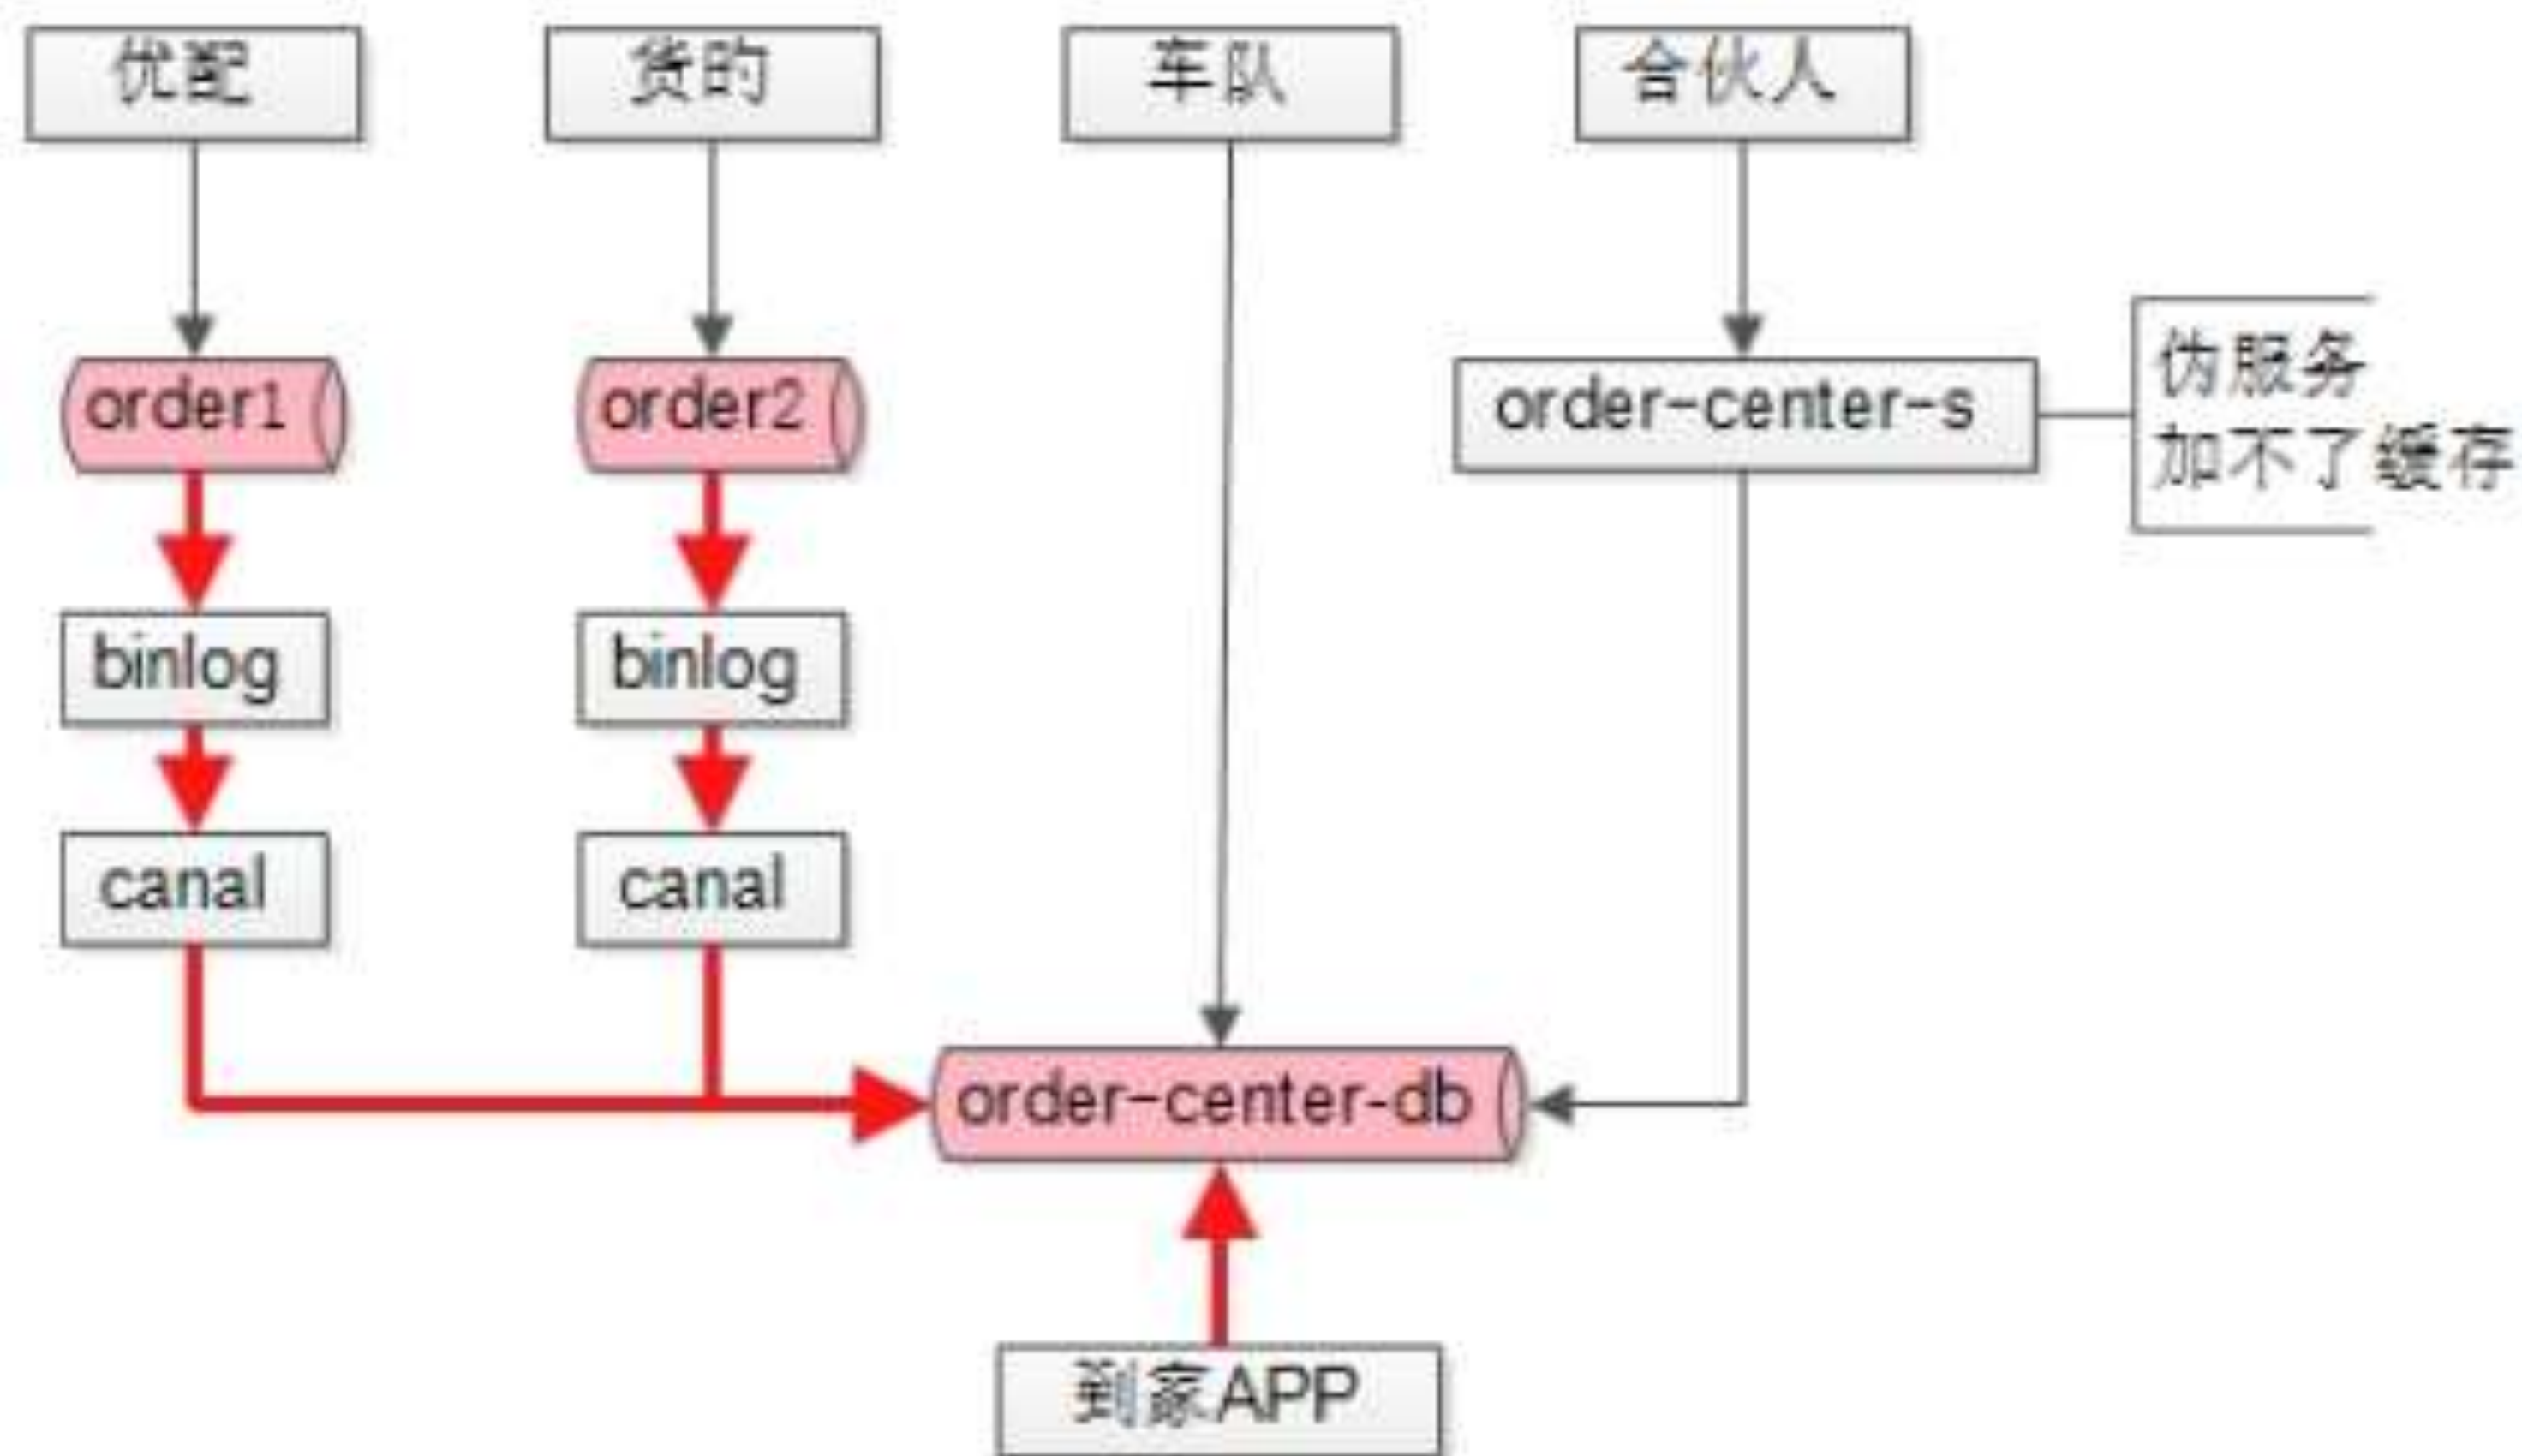 优配
货的
车队
合伙人
order1
order2
order-center-s
伪服务
加不了缓存
binlog
binlog
canal
canal
order-center-db
到家APP